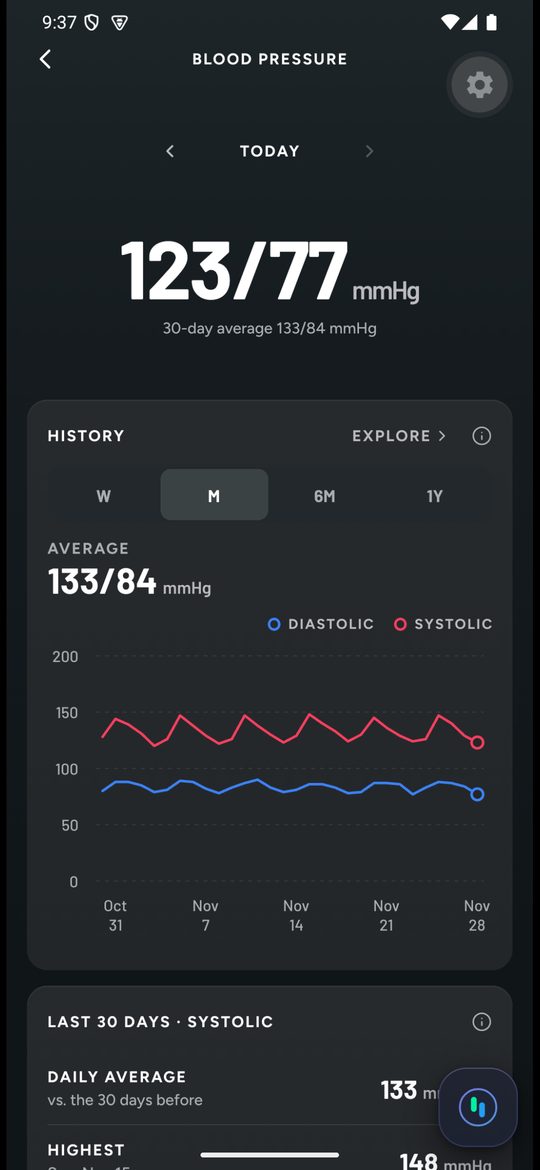 9:37
BLOOD PRESSURE
TODAY
123/77 mmHg
30-day average 133/84 mmHg
HISTORY EXPLORE
W M 6M 1Y
AVERAGE
133/84 mmHg
DIASTOLIC SYSTOLIC
200
150
100
50
0
Oct 31 Nov 7 Nov 14 Nov 21 Nov 28
LAST 30 DAYS · SYSTOLIC
DAILY AVERAGE
133
vs. the 30 days before
HIGHEST
148 mmHg